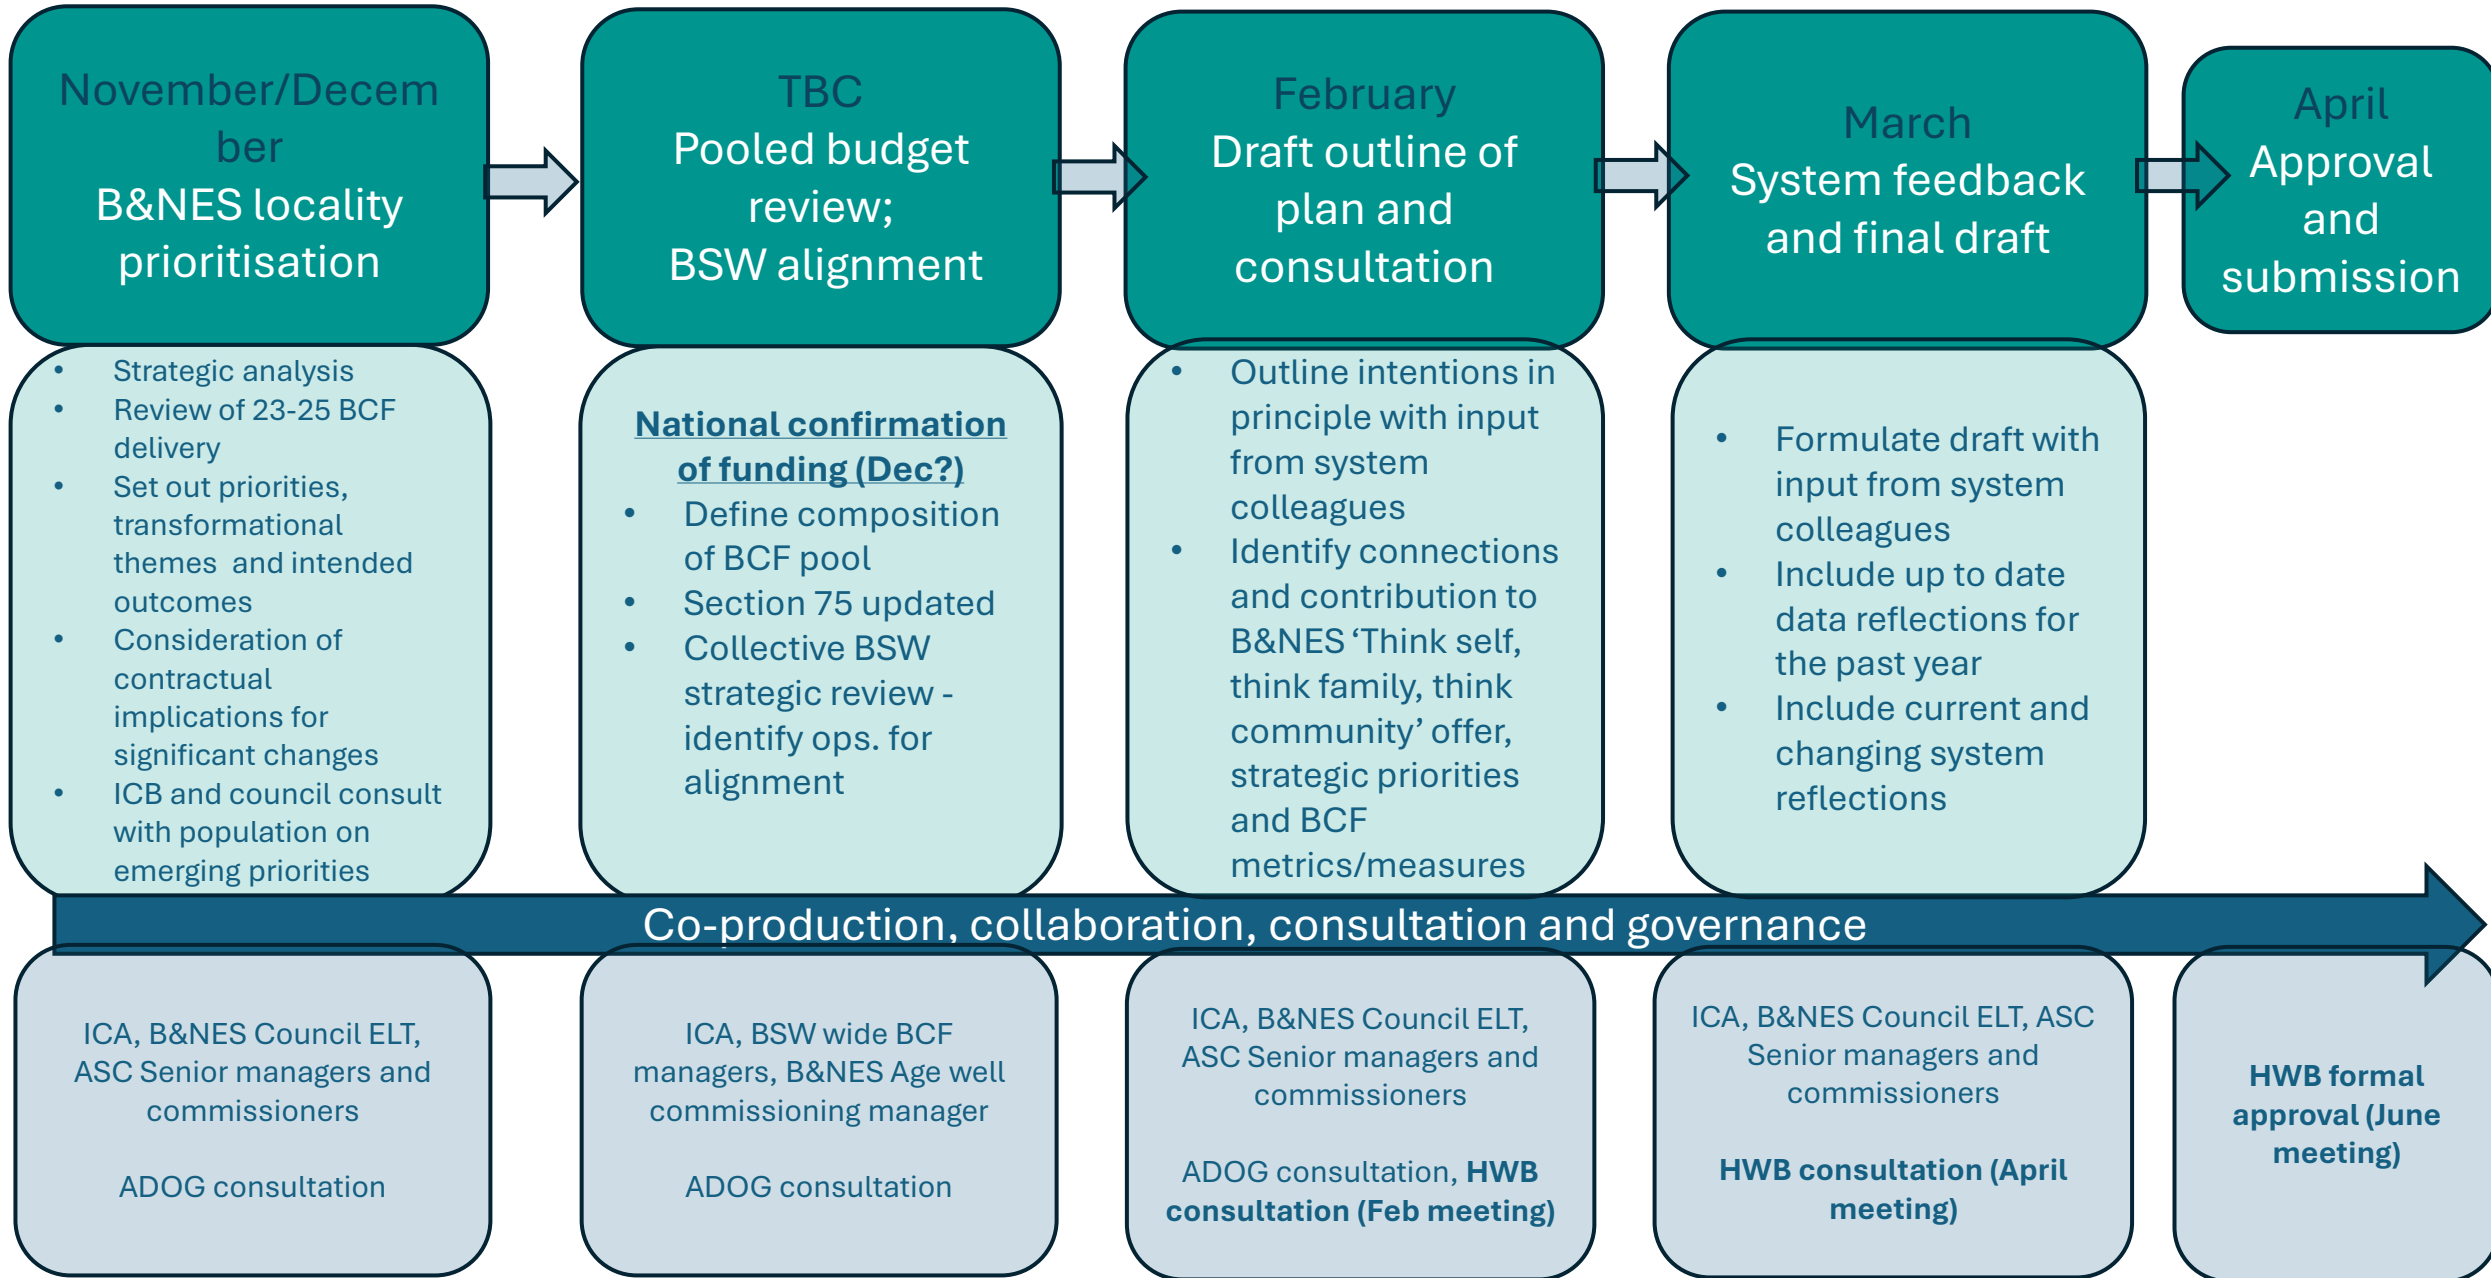 November/Decem
ber
B&NES locality
prioritisation
TBC
Pooled budget
review;
BSW alignment
February
Draft outline of
plan and
consultation
March
System feedback
and final draft
April
Approval
and
submission
• Strategic analysis
• Review of 23-25 BCF
delivery
• Set out priorities,
transformational
themes and intended
outcomes
• Consideration of
contractual
implications for
significant changes
• ICB and council consult
with population on
emerging priorities
National confirmation
of funding (Dec?)
• Define composition
of BCF pool
• Section 75 updated
• Collective BSW
strategic review -
identify ops. for
alignment
• Outline intentions in
principle with input
from system
colleagues
• Identify connections
and contribution to
B&NES ‘Think self,
think family, think
community’ offer,
strategic priorities
and BCF
metrics/measures
• Formulate draft with
input from system
colleagues
• Include up to date
data reflections for
the past year
• Include current and
changing system
reflections
Co-production, collaboration, consultation and governance
ICA, B&NES Council ELT,
ASC Senior managers and
commissioners
ADOG consultation
ICA, BSW wide BCF
managers, B&NES Age well
commissioning manager
ADOG consultation
ICA, B&NES Council ELT,
ASC Senior managers and
commissioners
ADOG consultation, HWB
consultation (Feb meeting)
ICA, B&NES Council ELT, ASC
Senior managers and
commissioners
HWB consultation (April
meeting)
HWB formal
approval (June
meeting)